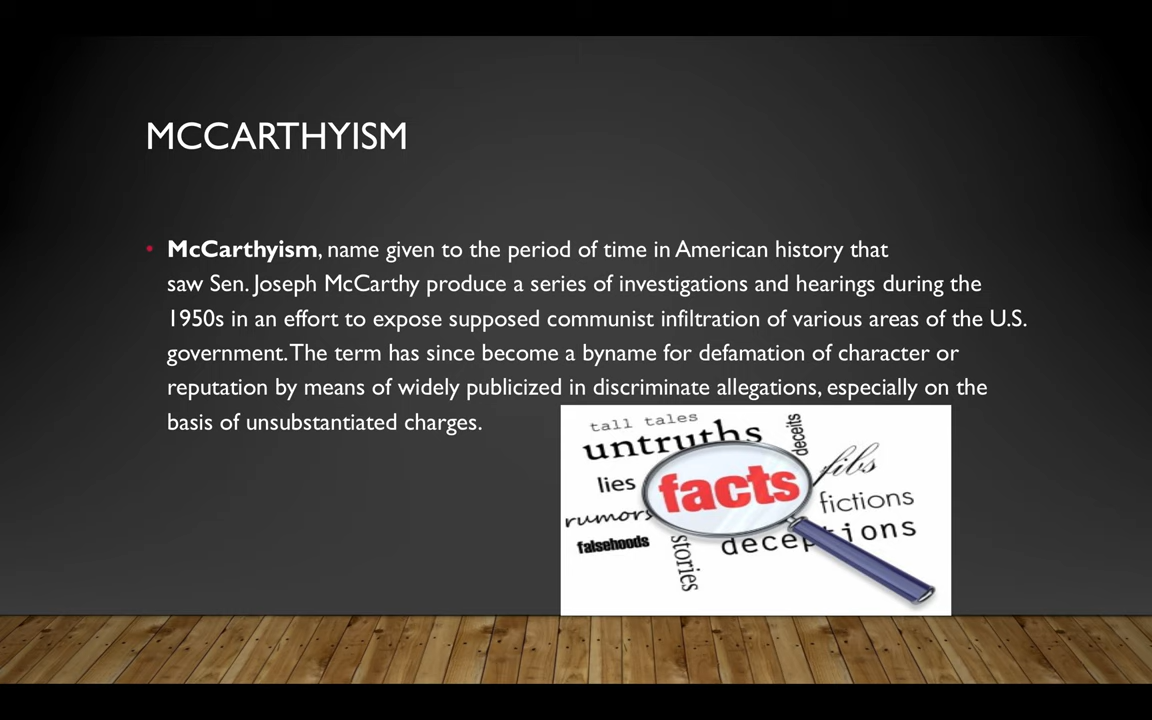 MCCARTHYISM
• McCarthyism, name given to the period of time in American history that
saw Sen. Joseph McCarthy produce a series of investigations and hearings during the
1950s in an effort to expose supposed communist infiltration of various areas of the U.S.
government. The term has since become a byname for defamation of character or
reputation by means of widely publicized in discriminate allegations, especially on the
basis of unsubstantiated charges.
tall tales
untruths
deceits
lies
facts
fibs
fictions
rumors
falsehoods
stories
deceptions